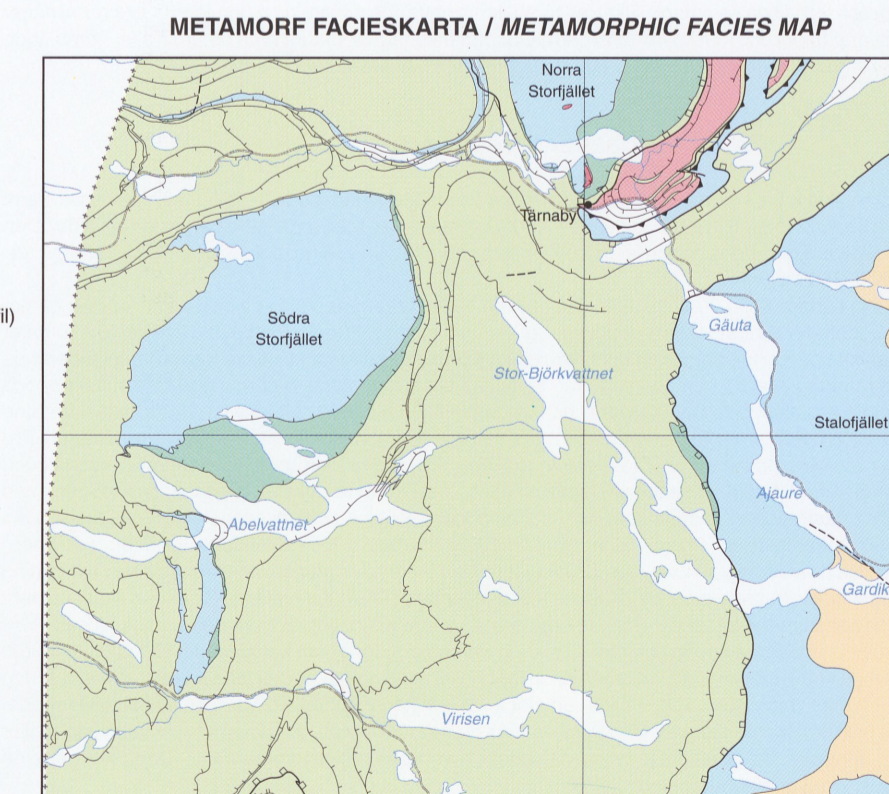 METAMORF FACIESKARTA / METAMORPHIC FACIES MAP
Norra
Storfjället
Tärnaby
il)
Södra
Storfjället
Gäuta
Stor-Björkvattnet
Stalofjället
Ajaure
Abelvattnet
Gardik
Virisen